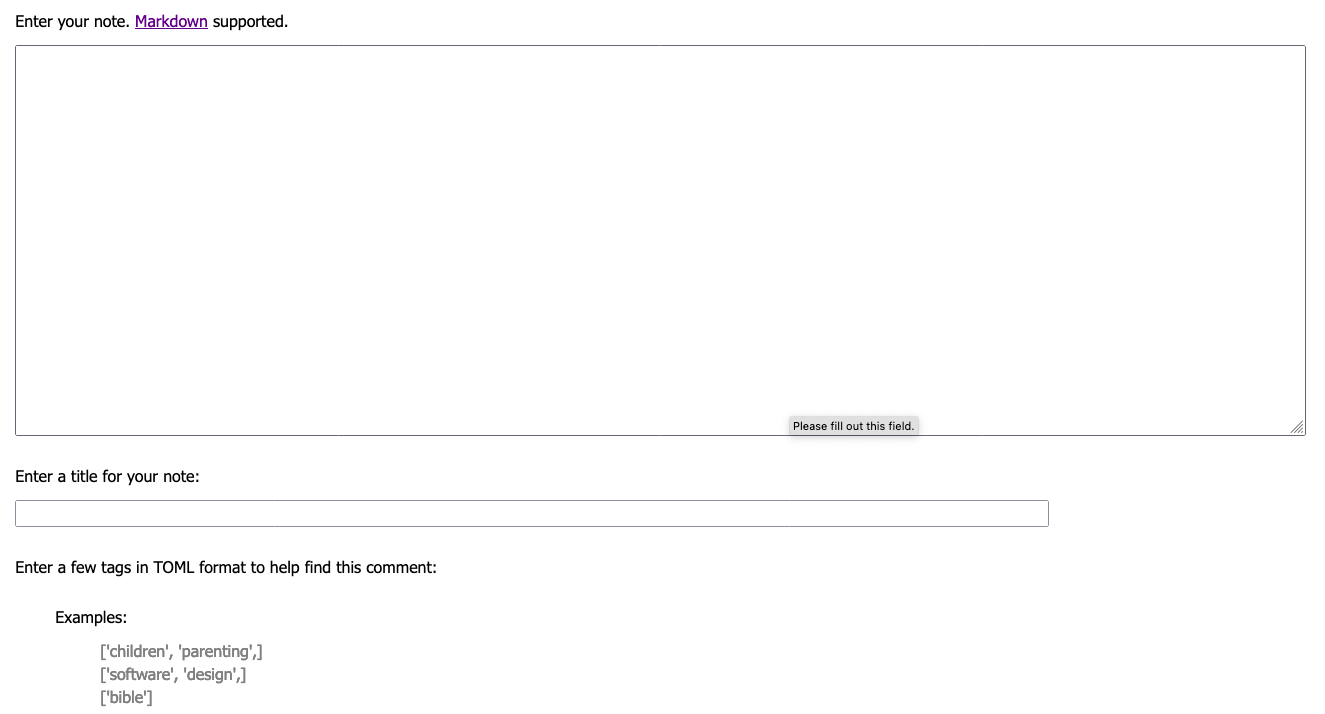 Enter your note. Markdown supported.
Please fill out this field.
Enter a title for your note:
Enter a few tags in TOML format to help find this comment:
Examples:
['children', 'parenting',]
['software', 'design',]
['bible']